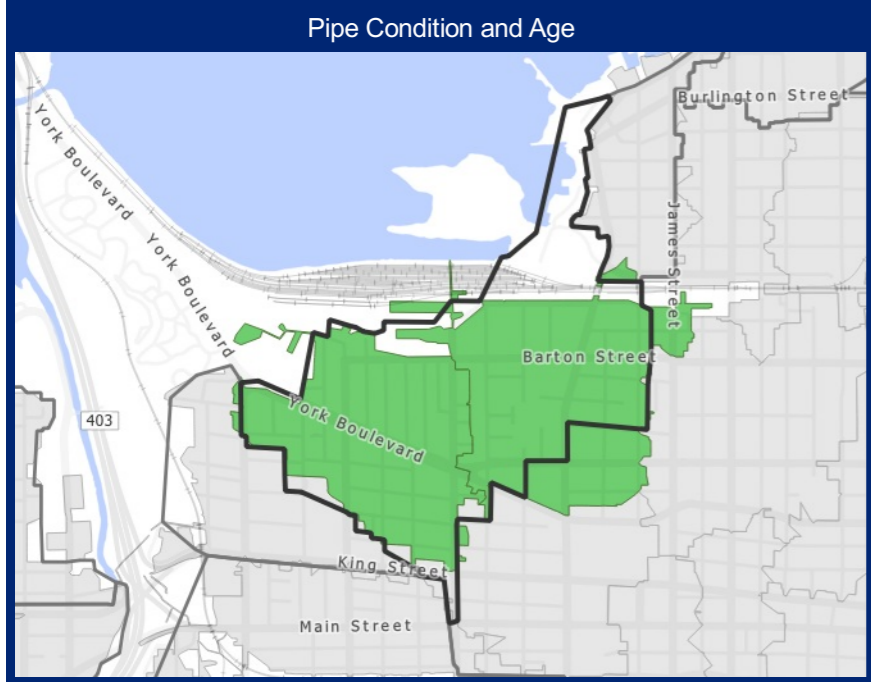 Pipe Condition and Age
Burlington Street
York Boulevard
York Boulevard
James Street
Barton Street
York Boulevard
403
King Street
Main Street